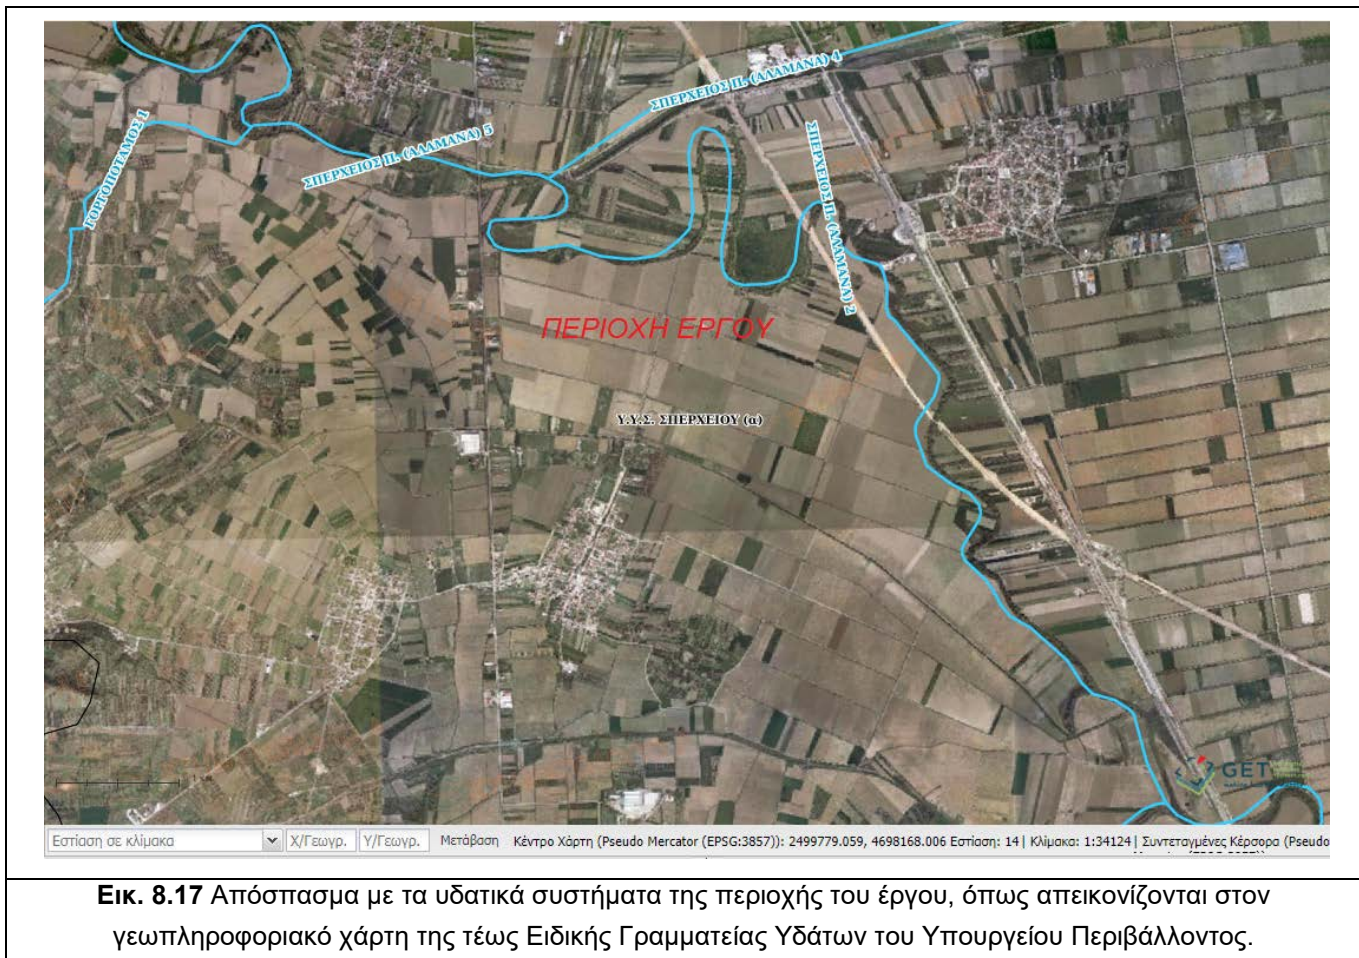 ΣΠΕΡΧΕΙΟΣ Π. (ΑΛΑΜΑΝΑ) 4
ΓΟΡΓΟΠΟΤΑΜΟΣ 1
ΣΠΕΡΧΕΙΟΣ Π. (ΑΛΑΜΑΝΑ) 5
ΣΠΕΡΧΕΙΟΣ Π. (ΑΛΑΜΑΝΑ) 2
ΠΕΡΙΟΧΗ ΕΡΓΟΥ
Υ.Υ.Σ. ΣΠΕΡΧΕΙΟΥ (α)
GET
Εστίαση σε κλίμακα Χ/Γεωγρ. Υ/Γεωγρ. Μετάβαση Κέντρο Χάρτη (Pseudo Mercator (EPSG:3857)): 2499779.059, 4698168.006 Εστίαση: 14 | Κλίμακα: 1:34124 | Συντεταγμένες Κέρσορα (Pseudo
Εικ. 8.17 Απόσπασμα με τα υδατικά συστήματα της περιοχής του έργου, όπως απεικονίζονται στον
γεωπληροφοριακό χάρτη της τέως Ειδικής Γραμματείας Υδάτων του Υπουργείου Περιβάλλοντος.